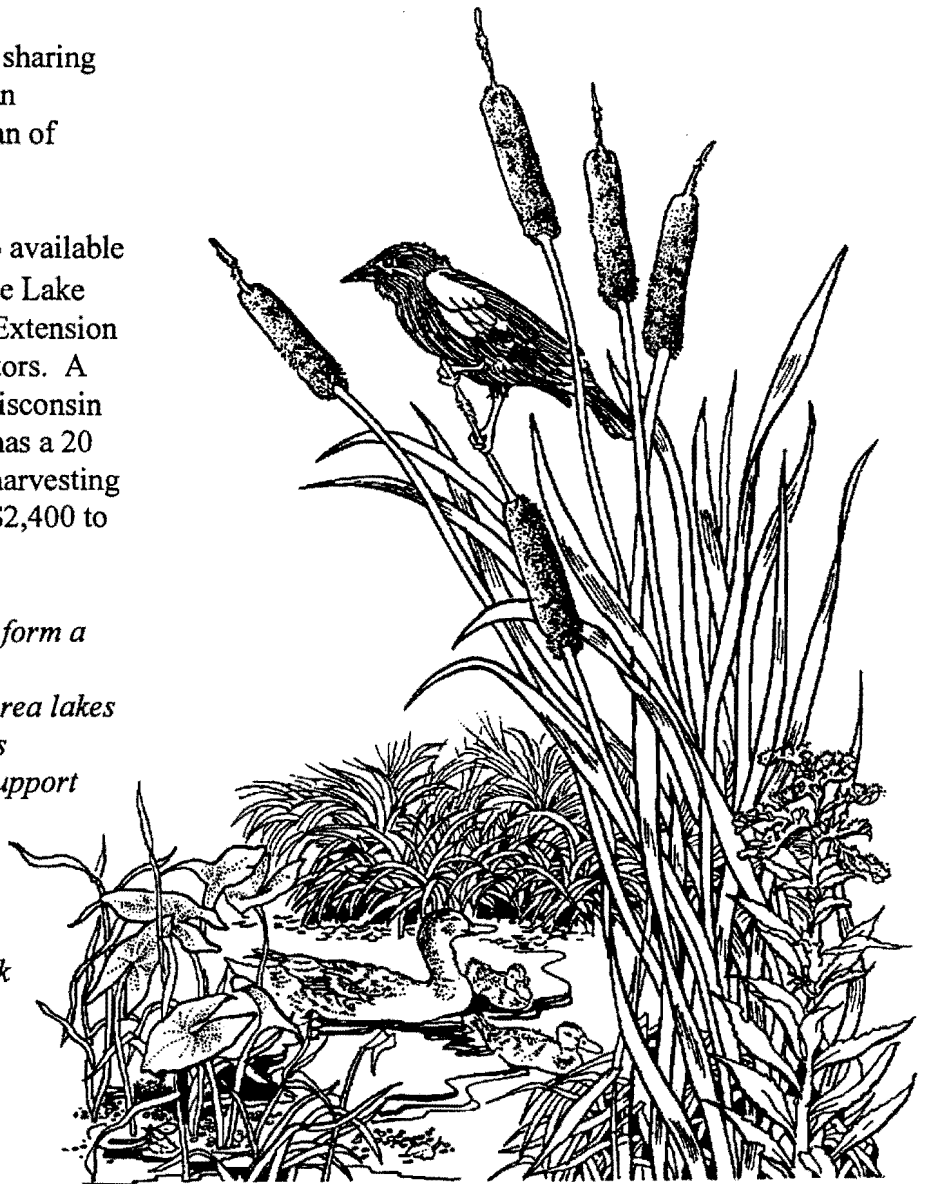 sharing
an of
available
e Lake
Extension
tors. A
isconsin
has a 20
harvesting
$2,400 to
form a
rea lakes
s
upport
k